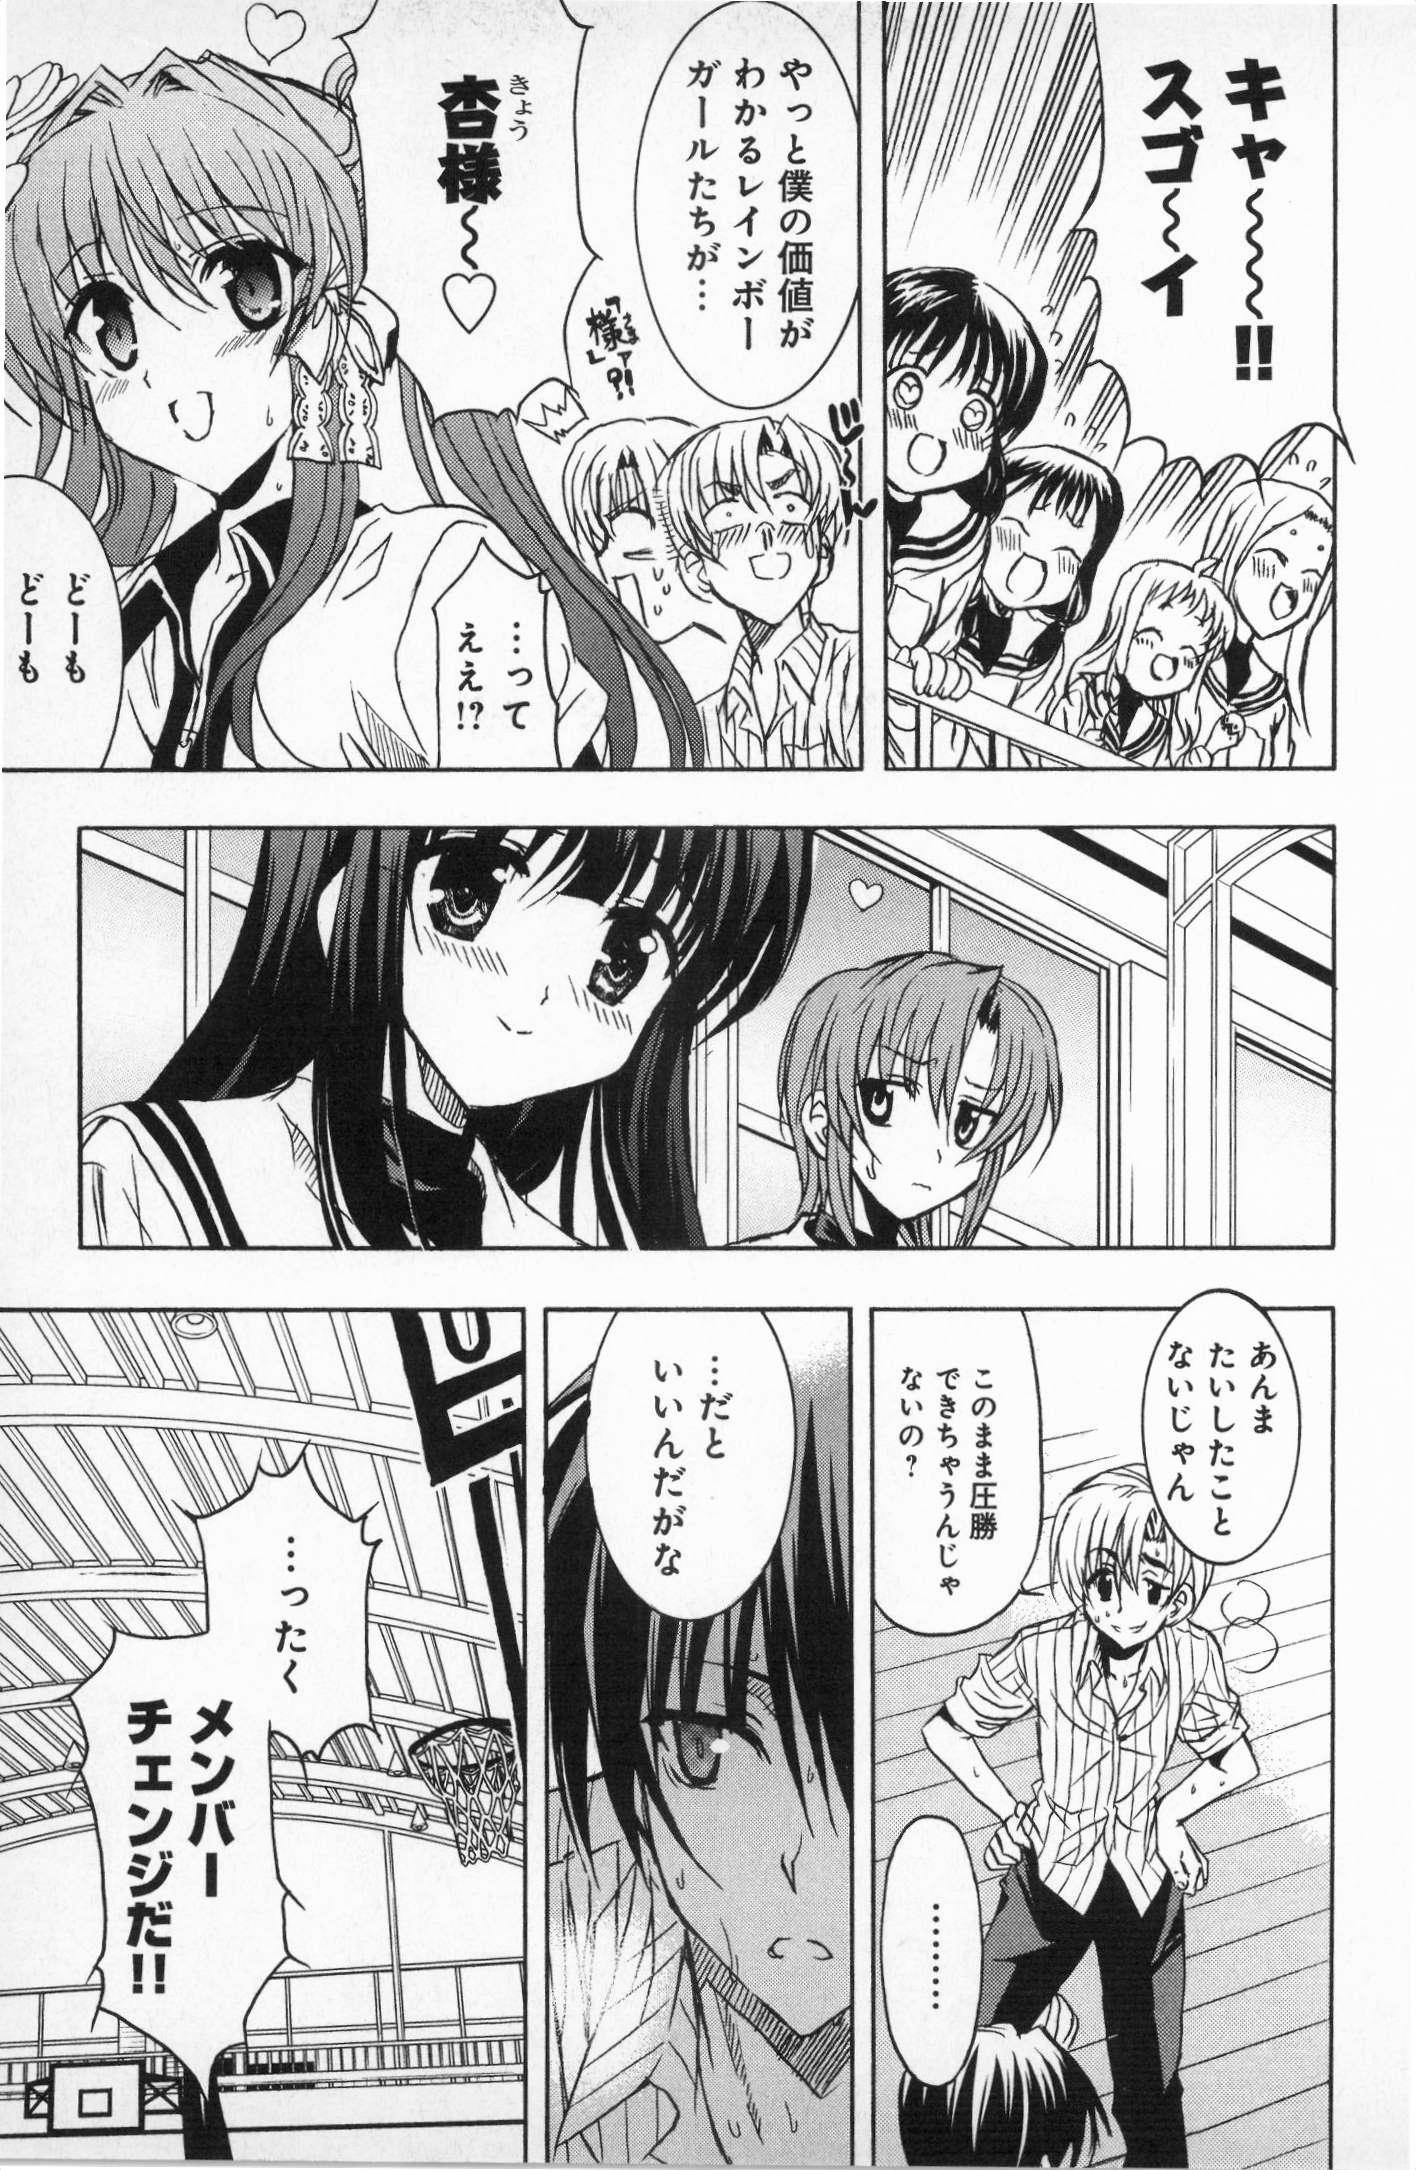 キャ～～～!!
スゴ～イ
やっと僕の価値が
わかるレインボー
ガールたちが…
ジ～ん
きょう
杏様～♡
さま
「様」?!
…って
ええ!?
どーも
どーも
あんま
たいしたこと
ないじゃん
このまま圧勝
できちゃうんじゃ
ないの?
………
…だと
いいんだがな
…ったく
メンバー
チェンジだ!!